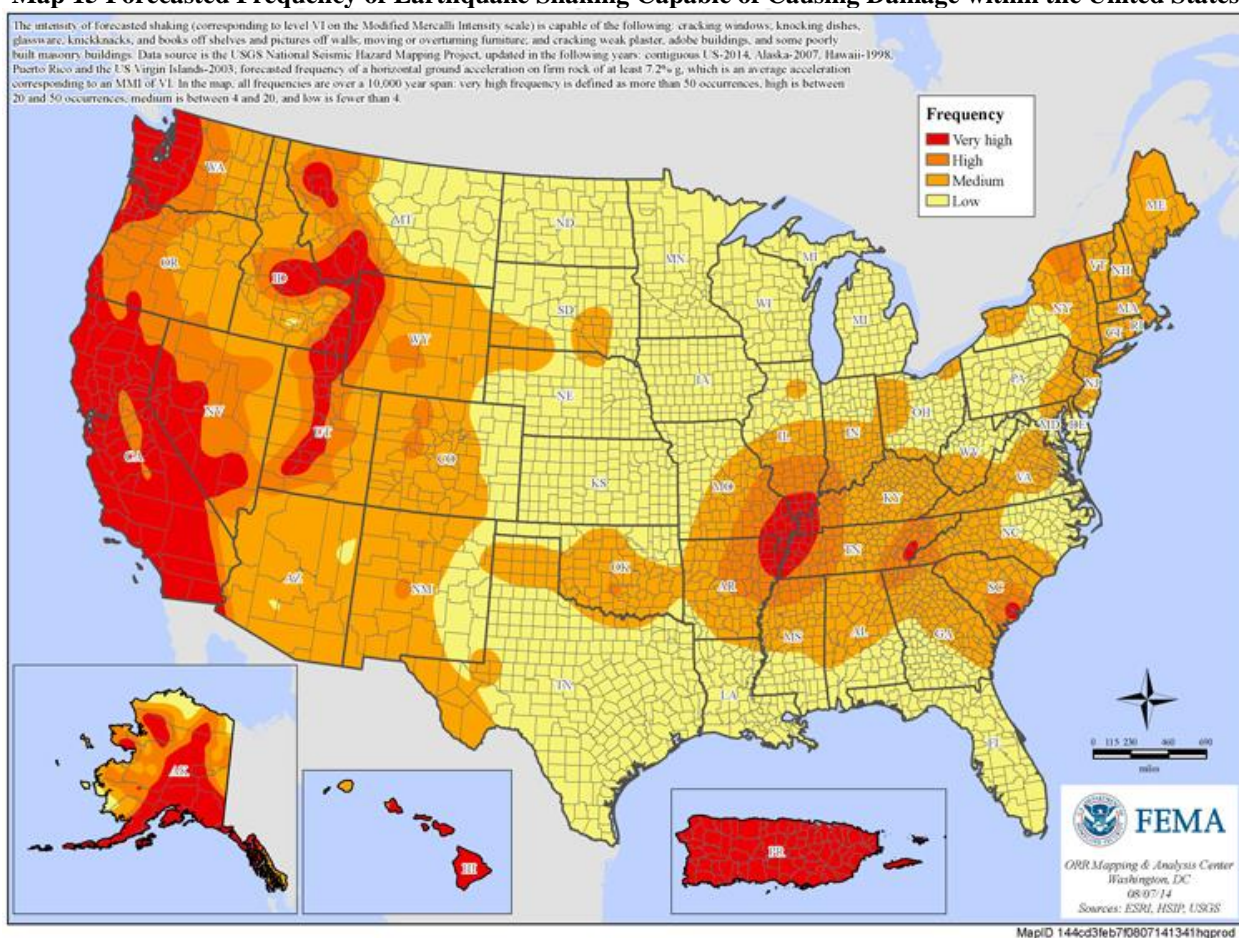 Map 13 Forecasted Frequency of Earthquake Shaking Capable of Causing Damage within the United States
The intensity of forecasted shaking (corresponding to level VI on the Modified Mercalli Intensity scale) is capable of the following: cracking windows; knocking dishes,
glassware, knickknacks, and books off shelves and pictures off walls; moving or overturning furniture; and cracking weak plaster, adobe buildings, and some poorly
built masonry buildings. Data source is the USGS National Seismic Hazard Mapping Project, updated in the following years: contiguous US-2014, Alaska-2007, Hawaii-1998,
Puerto Rico and the US Virgin Islands-2003; forecasted frequency of a horizontal ground acceleration on firm rock of at least 7.2% g, which is an average acceleration
corresponding to an MMI of VI. In the map, all frequencies are over a 10,000 year span: very high frequency is defined as more than 50 occurrences, high is between
20 and 50 occurrences, medium is between 4 and 20, and low is fewer than 4.
Frequency
Very high
High
Medium
Low
WA
MT
ND
MN
MI
ME
VT
NH
OR
ID
SD
WI
MI
NY
MA
CT
RI
WY
NE
IA
PA
NJ
NV
UT
CO
KS
MO
IL
IN
OH
WV
MD
DE
VA
CA
KY
AZ
NM
OK
AR
TN
NC
SC
MS
AL
GA
TN
LA
FL
AK
HI
PR
0 115 230 460 690
miles
FEMA
ORR Mapping & Analysis Center
Washington, DC
08/07/14
Sources: ESRI, HSIP, USGS
MapID 144cd3feb7f0807141341hqprod